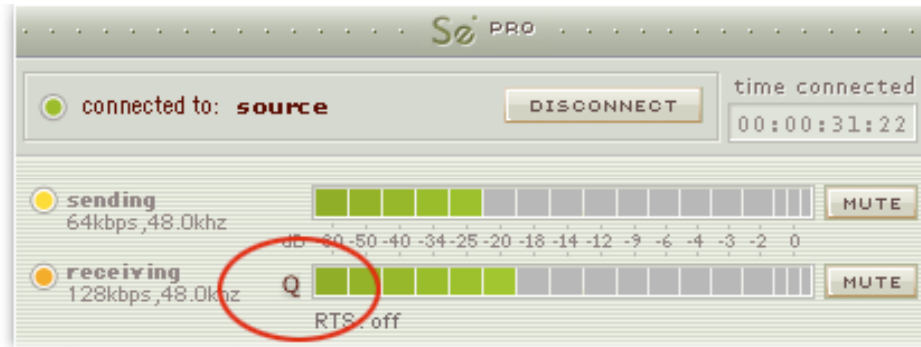 Se PRO
connected to: source
DISCONNECT
time connected
00:00:31:22
sending
64kbps,48.0khz
MUTE
dB -60 -50 -40 -34 -25 -20 -18 -14 -12 -9 -6 -4 -3 -2 0
receiving
128kbps,48.0khz
Q
MUTE
RTS: off